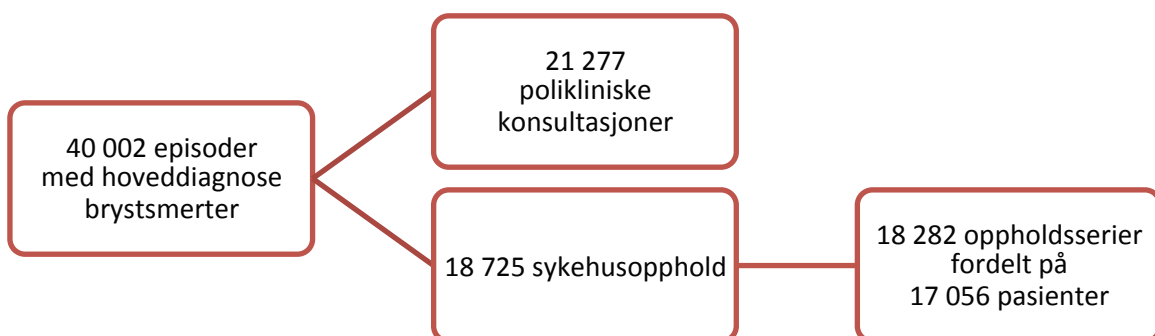 40 002 episoder
med hoveddiagnose
brystsmerter
21 277
polikliniske
konsultasjoner
18 725 sykehusopphold
18 282 oppholdsserier
fordelt på
17 056 pasienter